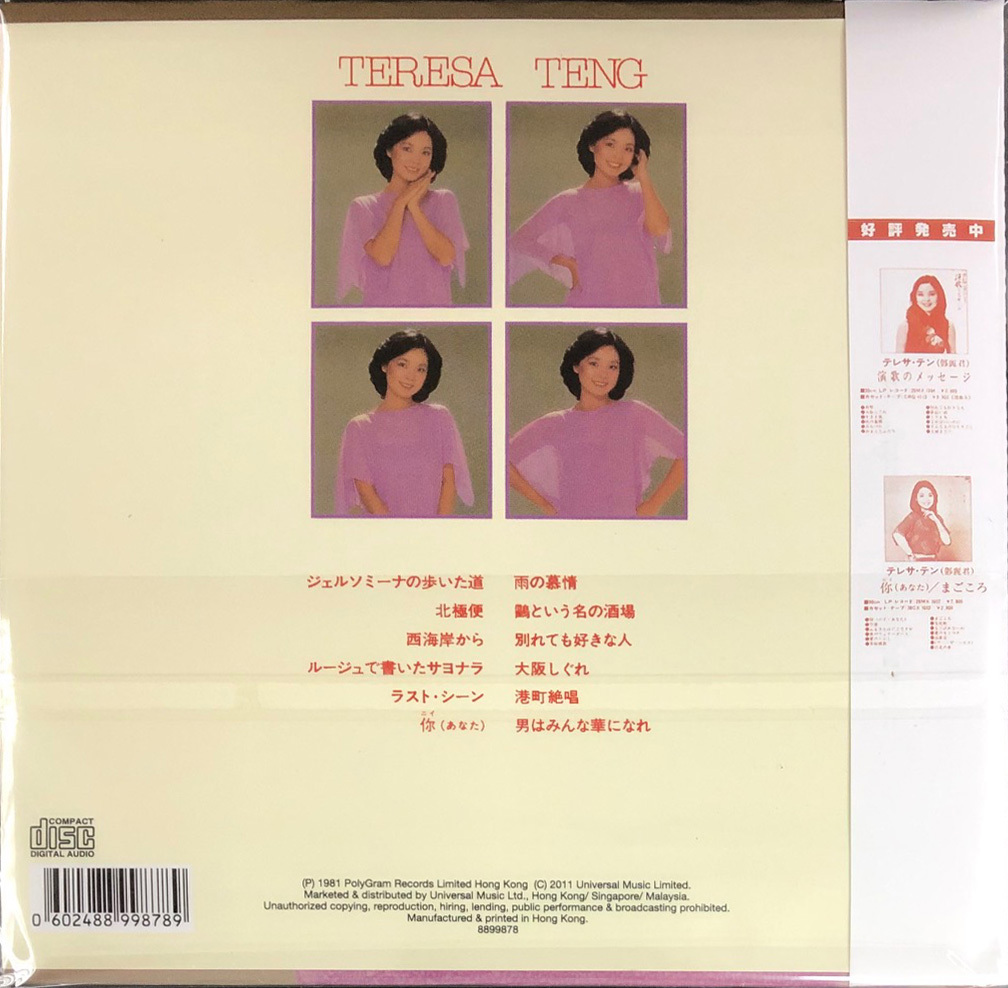 TERESA TENG
ジェルソミーナの歩いた道
北極便
西海岸から
ルージュで書いたサヨナラ
ラスト・シーン
ニイ
你(あなた)
雨の慕情
鷗という名の酒場
別れても好きな人
大阪しぐれ
港町絶唱
男はみんな華になれ
COMPACT
disc
DIGITAL AUDIO
0 602488 998789
(P) 1981 PolyGram Records Limited Hong Kong (C) 2011 Universal Music Limited.
Marketed & distributed by Universal Music Ltd., Hong Kong/ Singapore/ Malaysia.
Unauthorized copying, reproduction, hiring, lending, public performance & broadcasting prohibited.
Manufactured & printed in Hong Kong.
8899878
好評発売中
テレサ・テン(鄧麗君)
演歌のメッセージ
テレサ・テン(鄧麗君)
ニイ
你(あなた)/まごころ